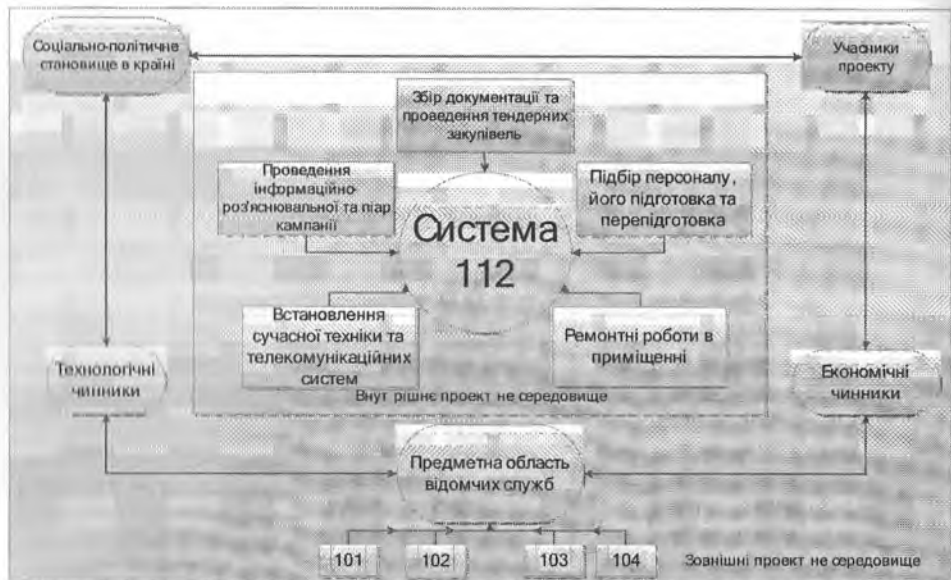 Соціально-політичне
становище в країні
Учасники
проекту
Збір документації та
проведення тендерних
закупівель
Проведення
інформаційно-
роз'яснювальної та піар
кампанії
Підбір персоналу,
його підготовка та
перепідготовка
Система
112
Встановлення
сучасної техніки та
телекомунікаційних
систем
Ремонтні роботи в
приміщенні
Технологічні
чинники
Економічні
чинники
Внут рішнє проект не середовище
Предметна область
відомчих служб
101
102
103
104
Зовнішні проект не середовище